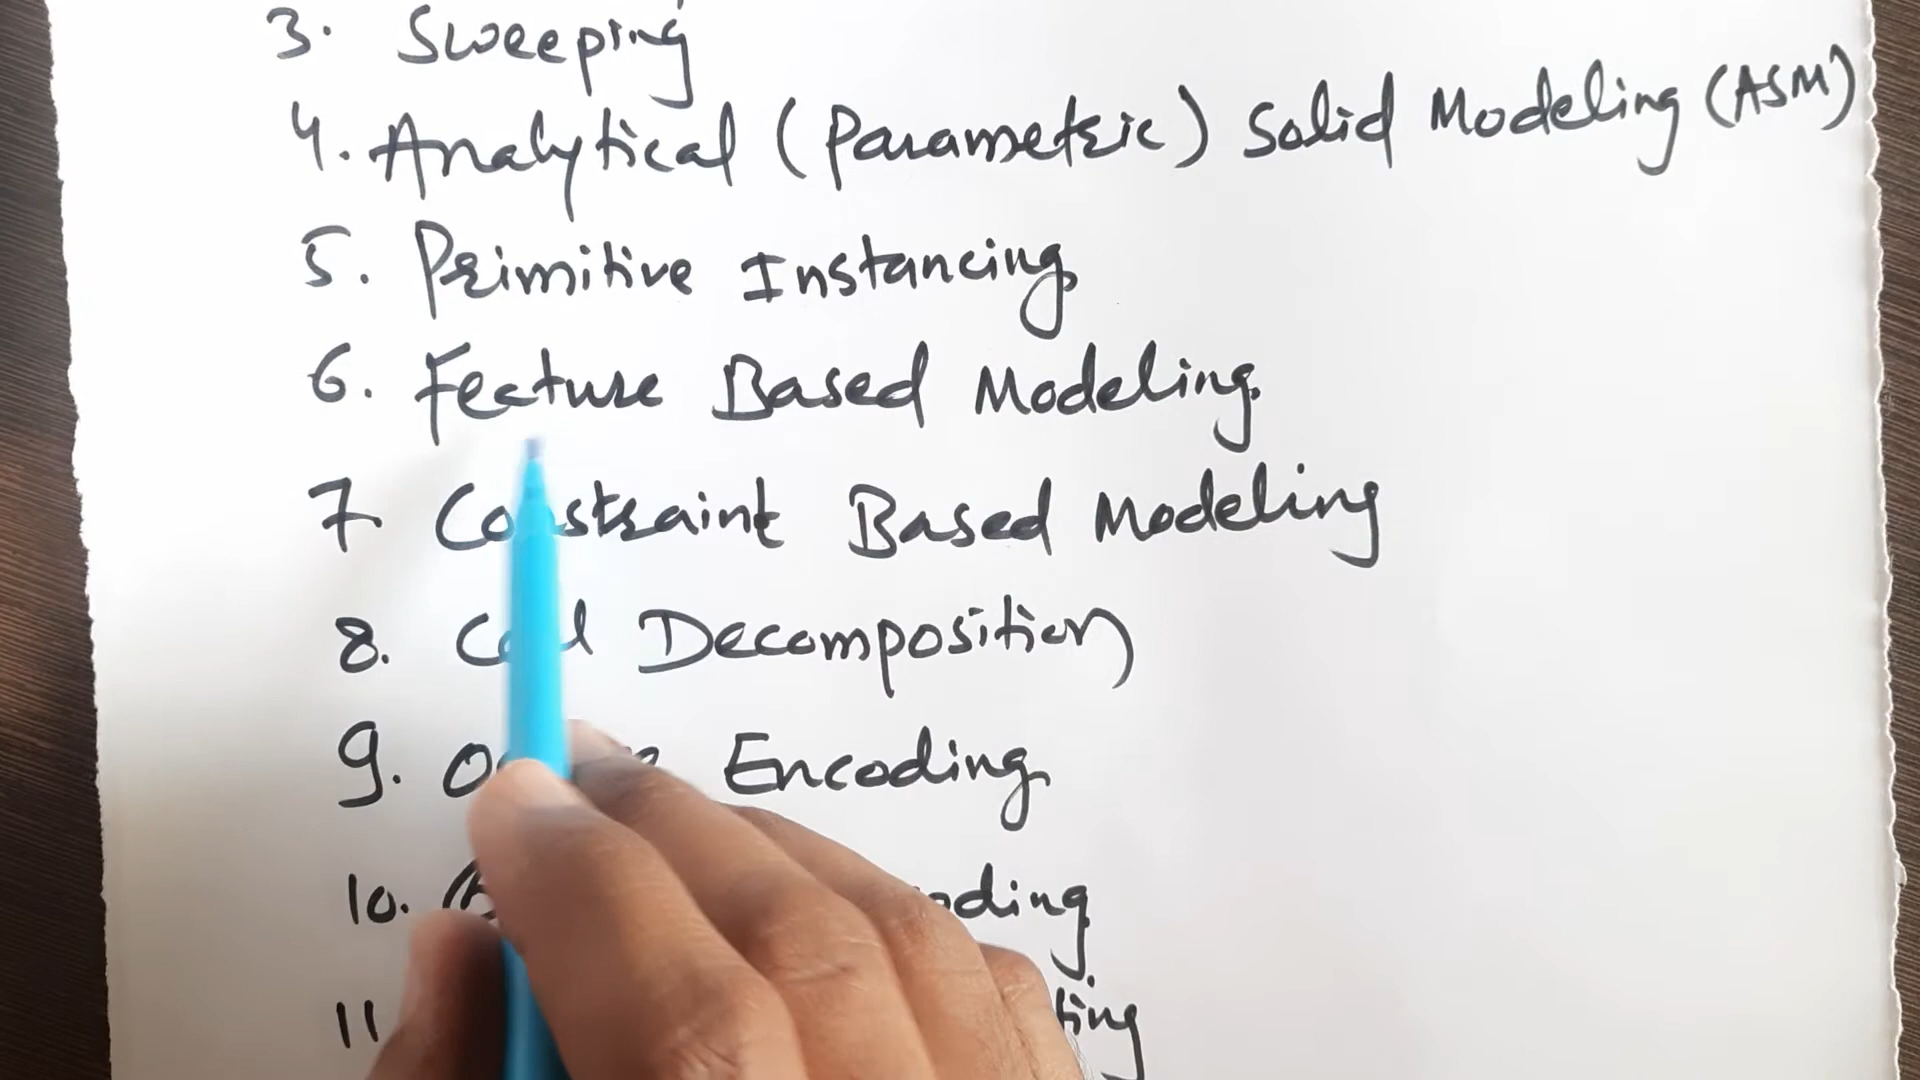 3. Sweeping
4. Analytical (Parametric) Solid Modeling (ASM)
5. Primitive Instancing
6. Feature Based Modeling
7. Constraint Based Modeling
8. Decomposition
9. Encoding
10.
11